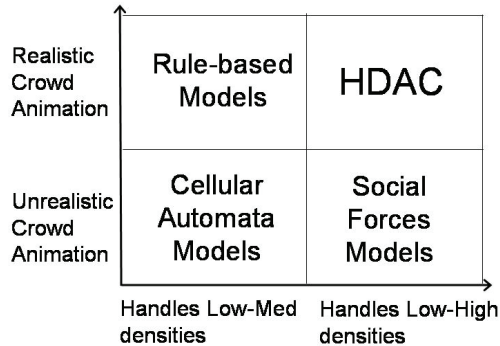 Realistic
Crowd
Animation
Rule-based
Models
HDAC
Unrealistic
Crowd
Animation
Cellular
Automata
Models
Social
Forces
Models
Handles Low-Med
densities
Handles Low-High
densities